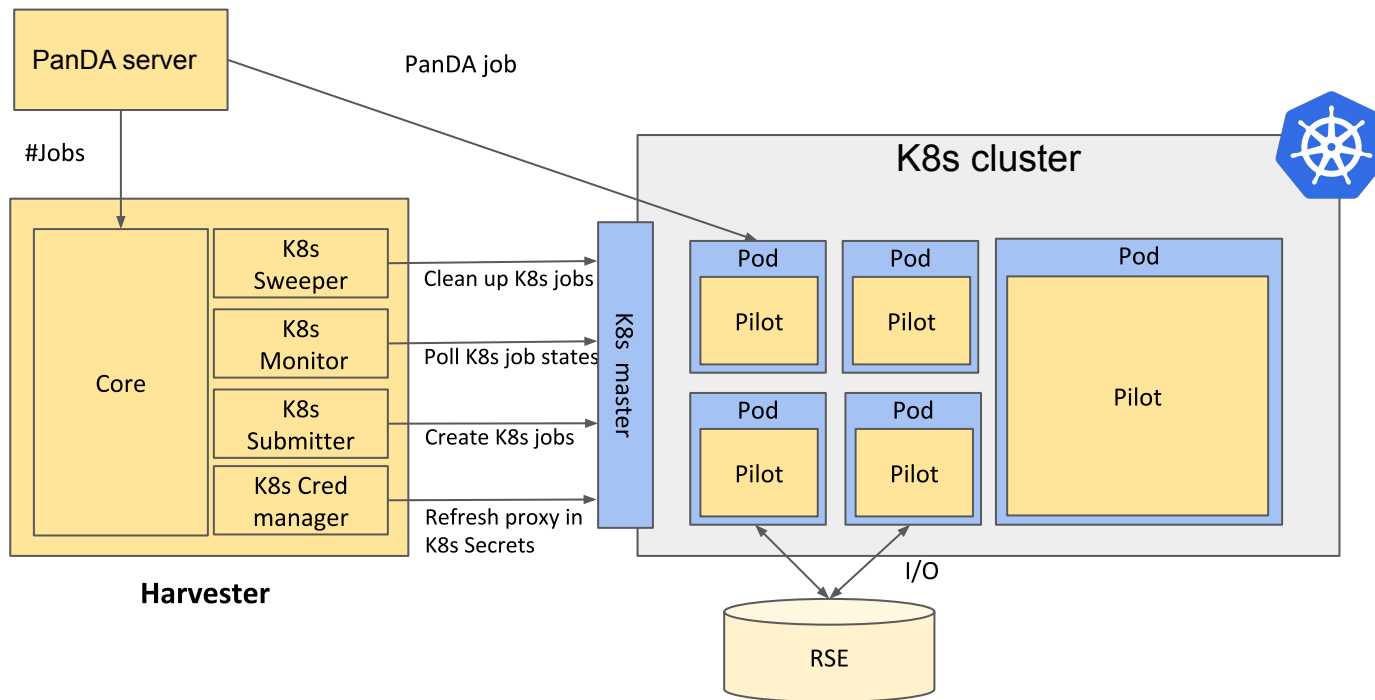 PanDA server
PanDA job
#Jobs
K8s cluster
Core
K8s
Sweeper
K8s
Monitor
K8s
Submitter
K8s Cred
manager
Clean up K8s jobs
Poll K8s job states
Create K8s jobs
Refresh proxy in
K8s Secrets
K8s master
Pod
Pilot
Pod
Pilot
Pod
Pilot
Pod
Pilot
Pod
Pilot
Harvester
I/O
RSE